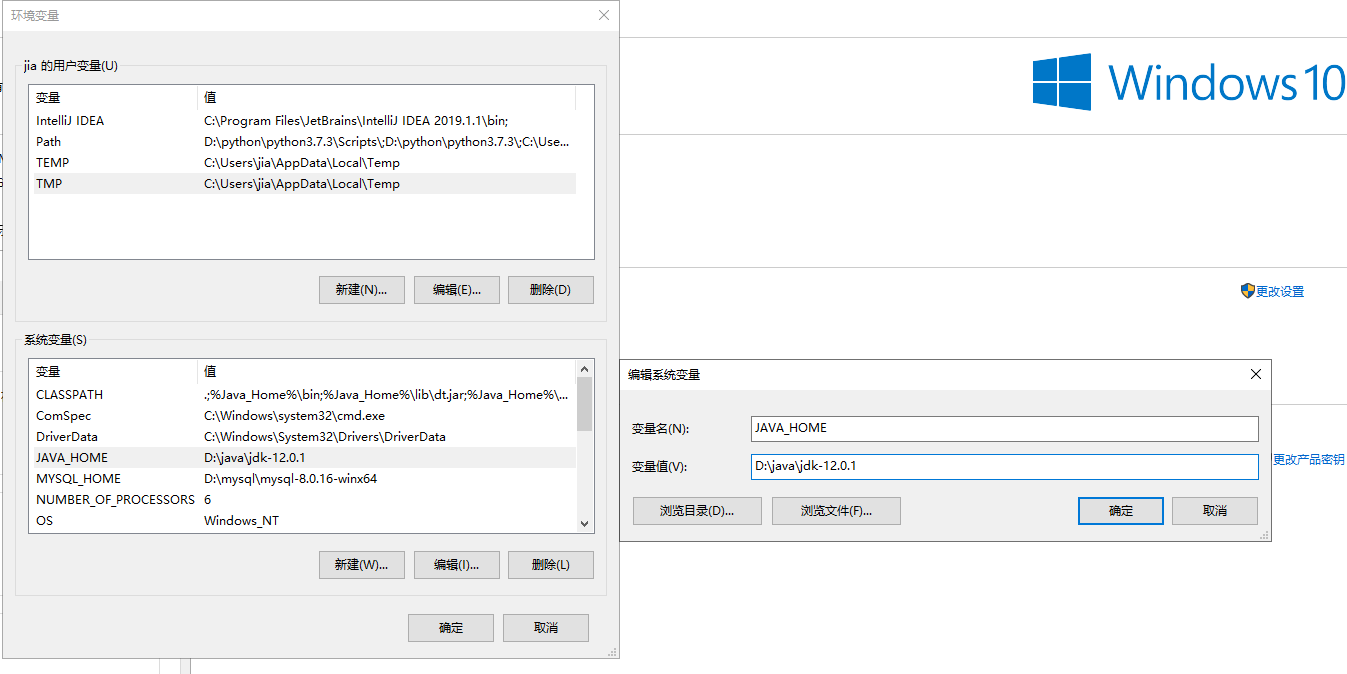 环境变量
jia 的用户变量(U)
变量 值
IntelliJ IDEA C:\Program Files\JetBrains\IntelliJ IDEA 2019.1.1\bin;
Path D:\python\python3.7.3\Scripts\;D:\python\python3.7.3\;C:\Use...
TEMP C:\Users\jia\AppData\Local\Temp
TMP C:\Users\jia\AppData\Local\Temp
新建(N)... 编辑(E)... 删除(D)
系统变量(S)
变量 值
CLASSPATH .;%Java_Home%\bin;%Java_Home%\lib\dt.jar;%Java_Home%\...
ComSpec C:\Windows\system32\cmd.exe
DriverData C:\Windows\System32\Drivers\DriverData
JAVA_HOME D:\java\jdk-12.0.1
MYSQL_HOME D:\mysql\mysql-8.0.16-winx64
NUMBER_OF_PROCESSORS 6
OS Windows_NT
新建(W)... 编辑(I)... 删除(L)
确定 取消
Windows 10
更改设置
编辑系统变量
变量名(N): JAVA_HOME
变量值(V): D:\java\jdk-12.0.1
浏览目录(D)... 浏览文件(F)... 确定 取消
更改产品密钥